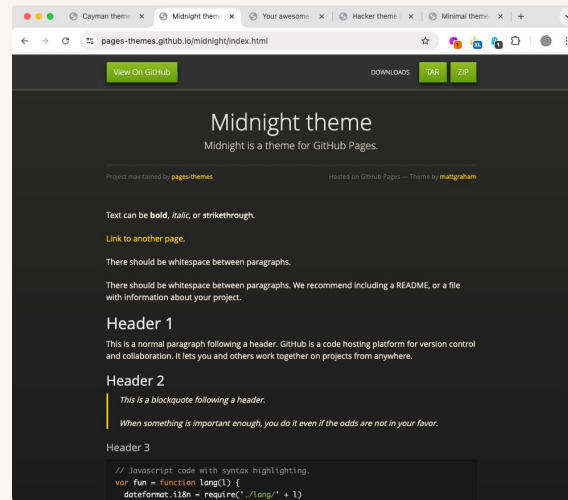 Cayman theme
Midnight theme
Your awesome
Hacker theme
Minimal theme
pages-themes.github.io/midnight/index.html
View On GitHub
DOWNLOADS
TAR
ZIP
Midnight theme
Midnight is a theme for GitHub Pages.
Project maintained by pages-themes
Hosted on GitHub Pages — Theme by mattgraham
Text can be bold, italic, or strikethrough.
Link to another page.
There should be whitespace between paragraphs.
There should be whitespace between paragraphs. We recommend including a README, or a file
with information about your project.
Header 1
This is a normal paragraph following a header. GitHub is a code hosting platform for version control
and collaboration. It lets you and others work together on projects from anywhere.
Header 2
This is a blockquote following a header.
When something is important enough, you do it even if the odds are not in your favor.
Header 3
// Javascript code with syntax highlighting.
var fun = function lang(l) {
dateformat.i18n = require('./lang/' + l)